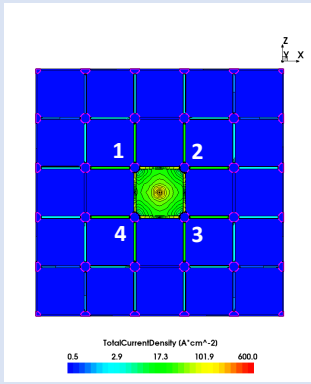 Z
Y X
1 2
4 3
TotalCurrentDensity (A*cm^-2)
0.5 2.9 17.3 101.9 600.0